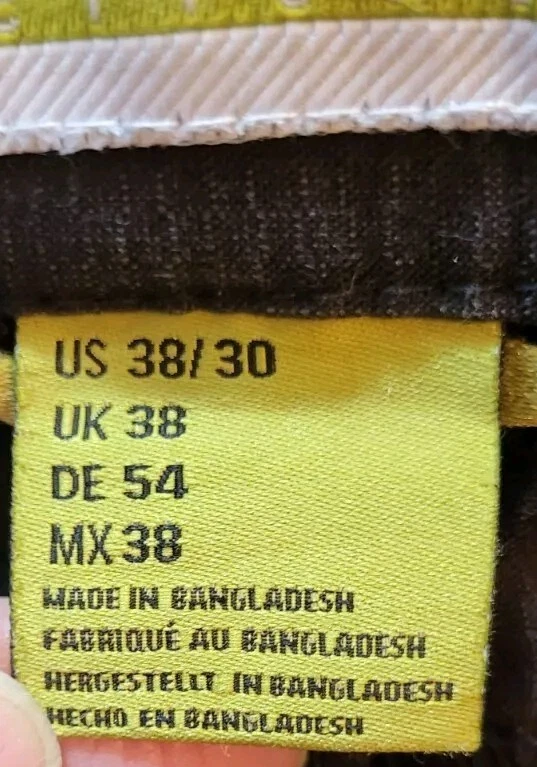 US 38/30
UK 38
DE 54
MX 38
MADE IN BANGLADESH
FABRIQUÉ AU BANGLADESH
HERGESTELLT IN BANGLADESH
HECHO EN BANGLADESH